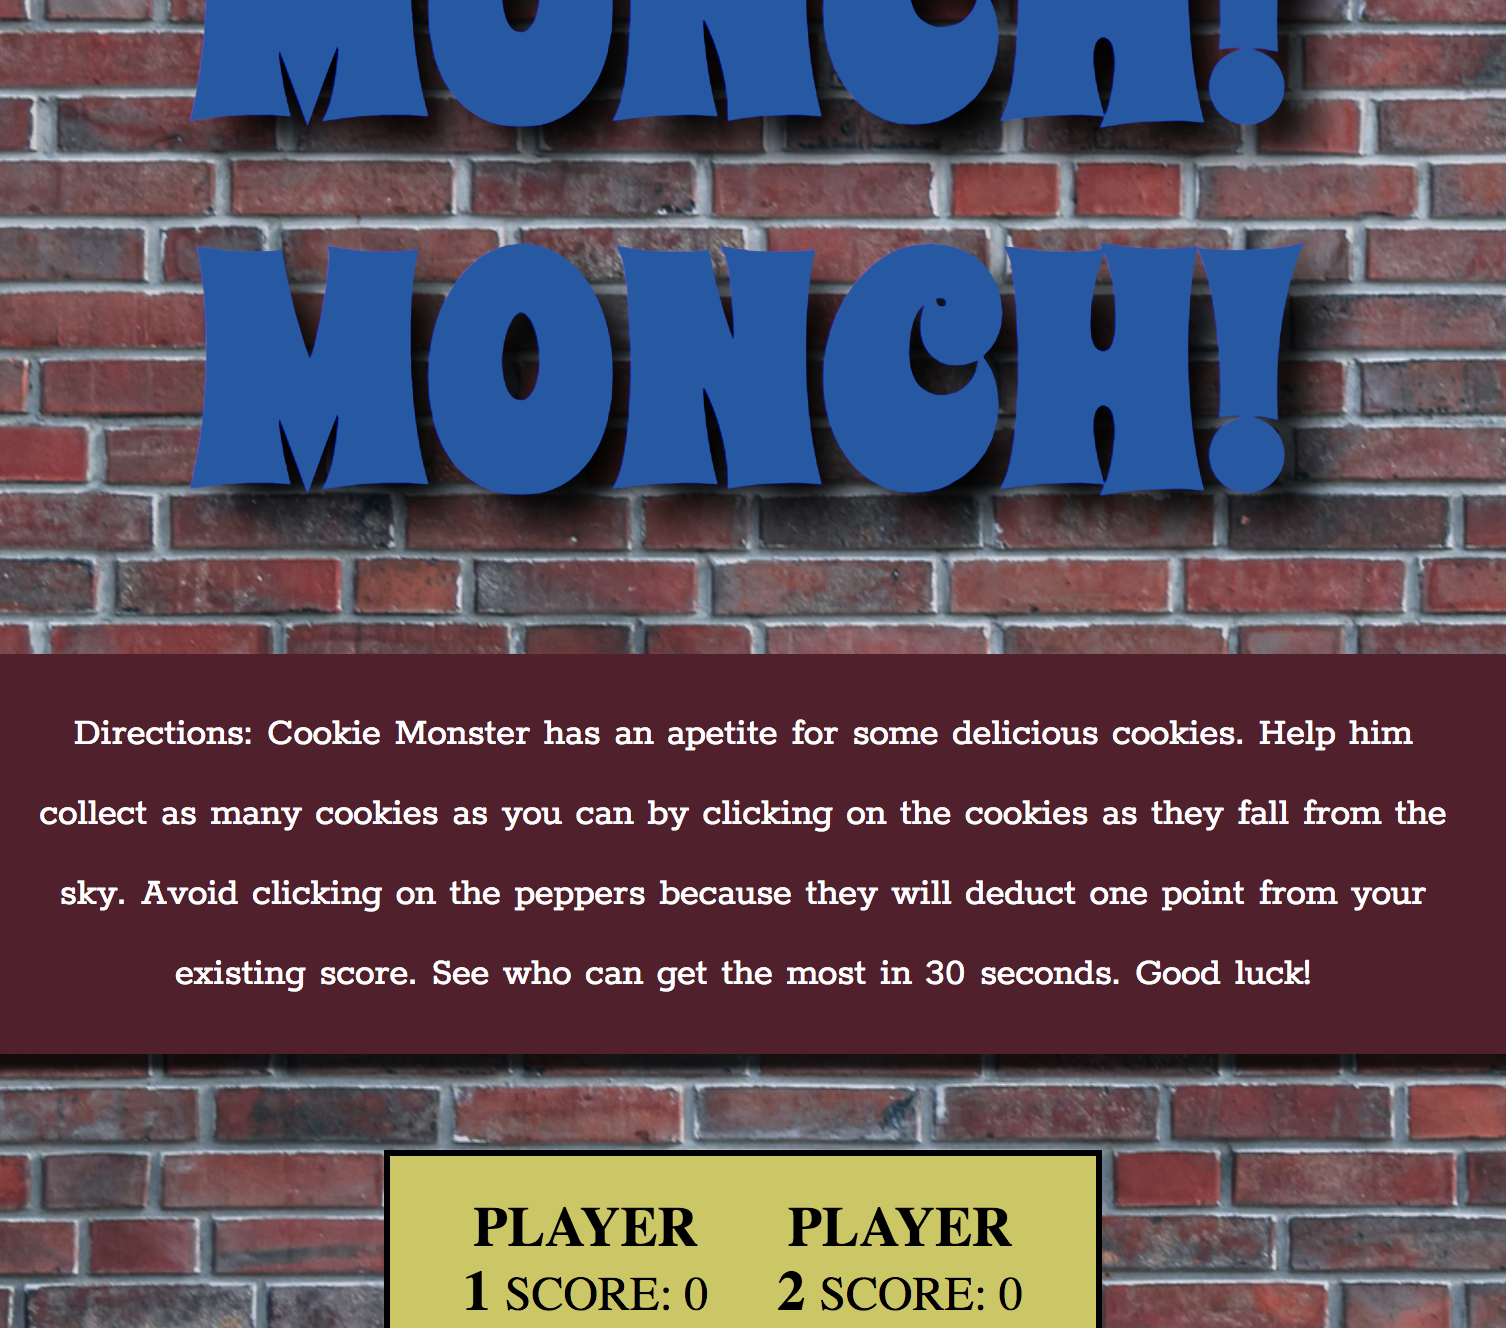 MONCH!
MONCH!
Directions: Cookie Monster has an apetite for some delicious cookies. Help him
collect as many cookies as you can by clicking on the cookies as they fall from the
sky. Avoid clicking on the peppers because they will deduct one point from your
existing score. See who can get the most in 30 seconds. Good luck!
PLAYER
1 SCORE: 0
PLAYER
2 SCORE: 0